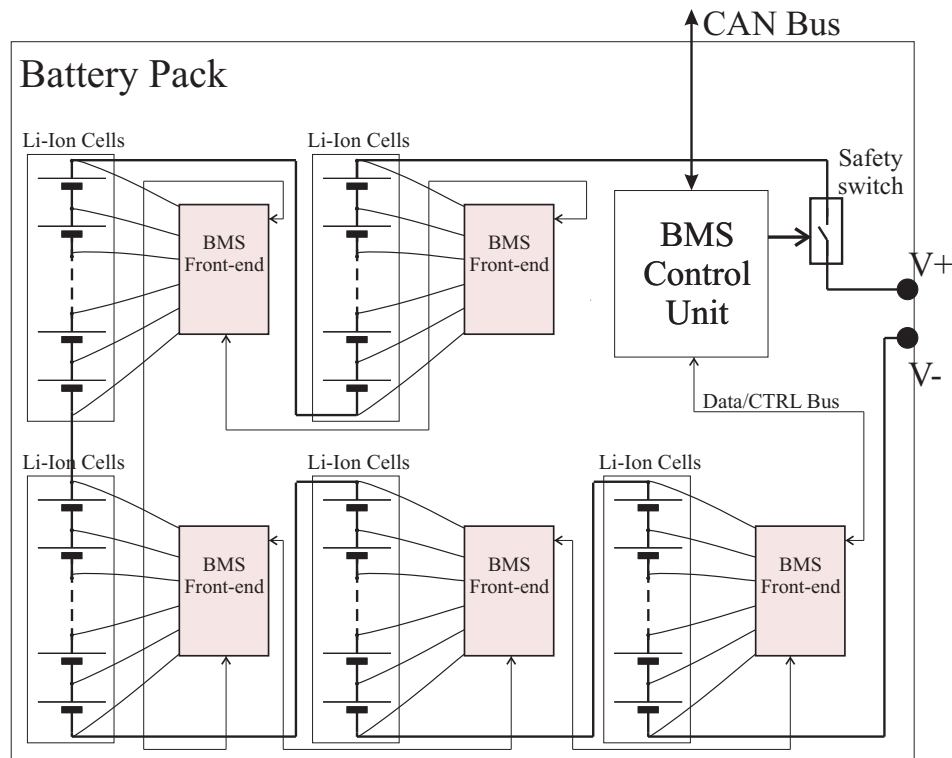 CAN Bus
Battery Pack
Li-Ion Cells
Li-Ion Cells
Safety
switch
BMS
Front-end
BMS
Front-end
BMS
Control
Unit
V+
V-
Data/CTRL Bus
Li-Ion Cells
Li-Ion Cells
Li-Ion Cells
BMS
Front-end
BMS
Front-end
BMS
Front-end